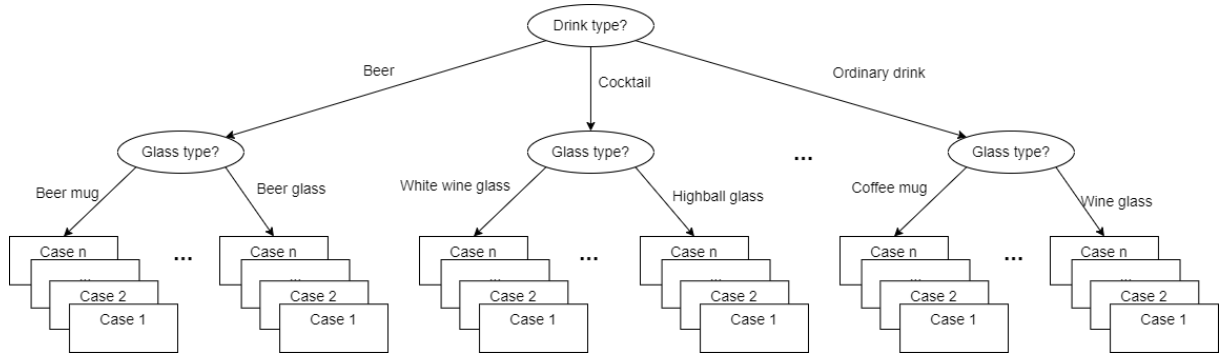 Drink type?
Beer
Cocktail
Ordinary drink
Glass type?
Glass type?
...
Glass type?
Beer mug
Beer glass
White wine glass
Highball glass
Coffee mug
Wine glass
Case n
...
Case n
Case n
...
Case n
Case n
...
Case n
...
...
...
...
...
...
Case 2
Case 2
Case 2
Case 2
Case 2
Case 2
Case 1
Case 1
Case 1
Case 1
Case 1
Case 1